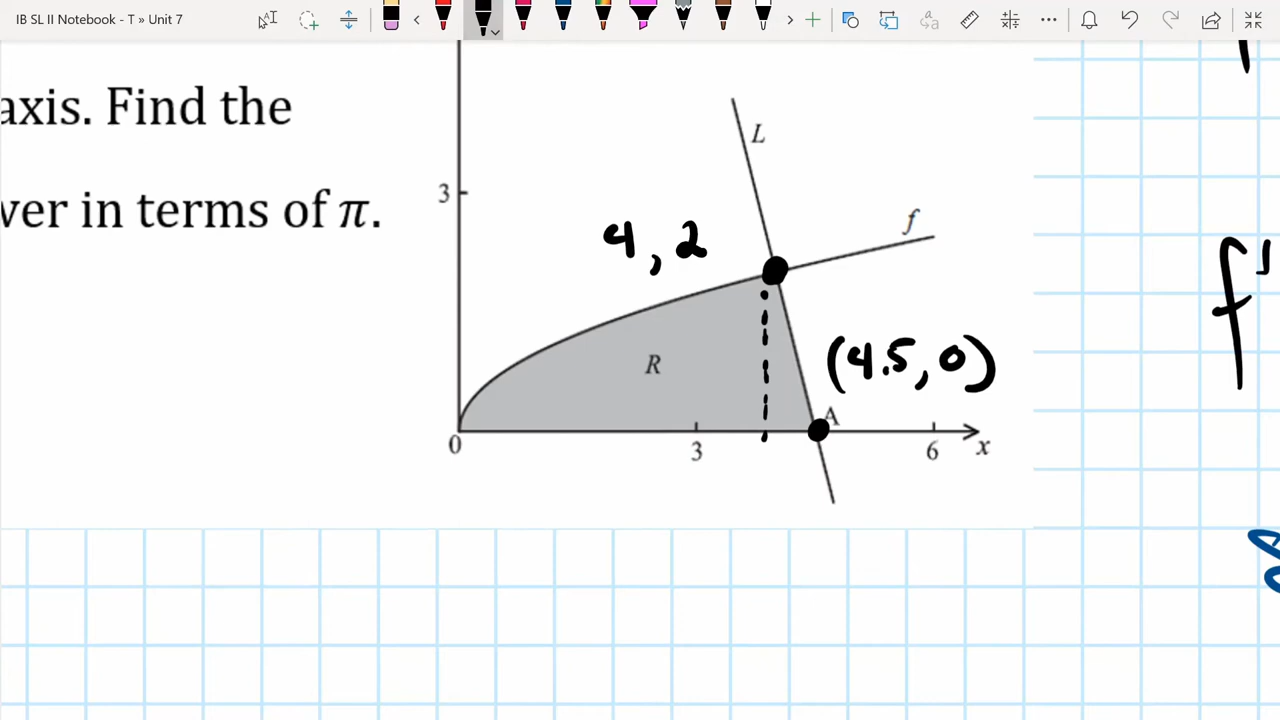 IB SL II Notebook - T » Unit 7
axis. Find the
ver in terms of π.
L
3
f
4, 2
R
(4.5, 0)
A
0
3
6
x
f'